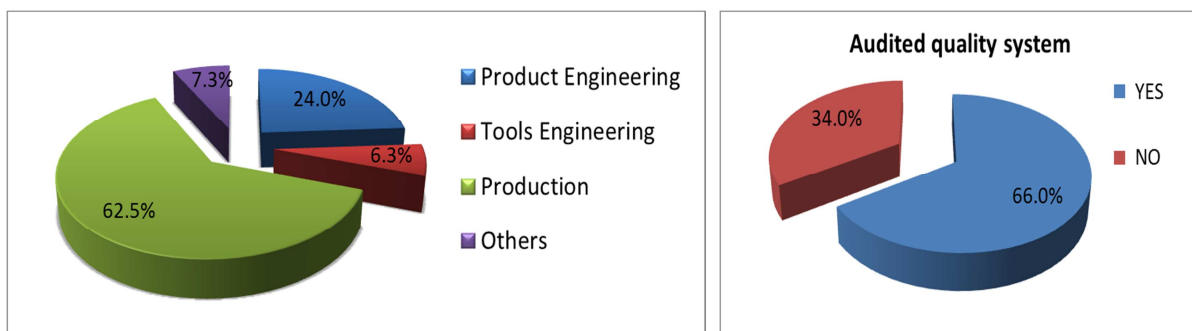 7.3%
24.0%
6.3%
62.5%
Product Engineering
Tools Engineering
Production
Others
Audited quality system
34.0%
66.0%
YES
NO